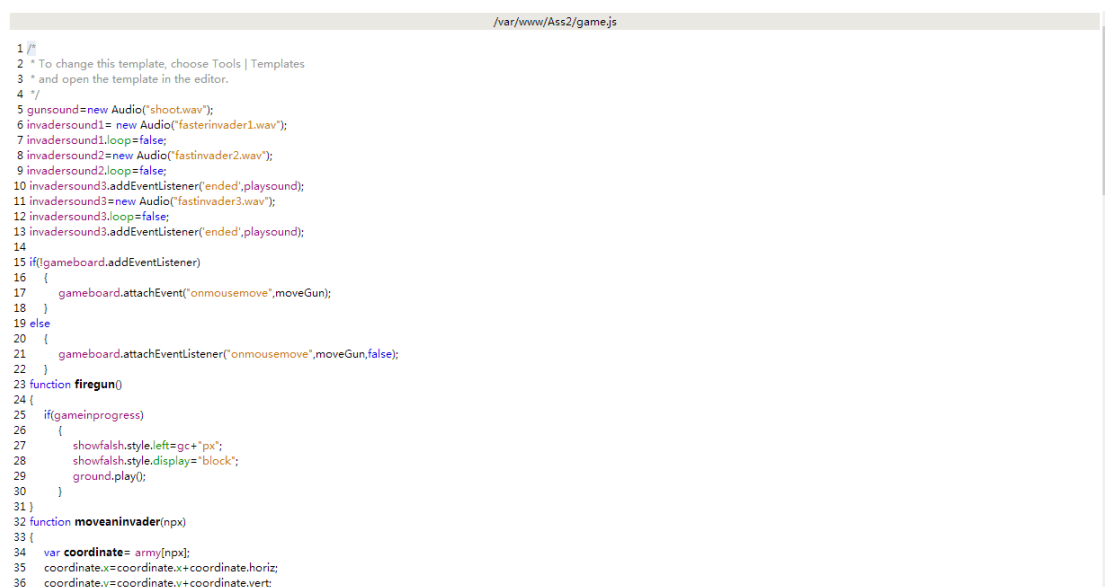 /var/www/Ass2/game.js
1 /*
2 * To change this template, choose Tools | Templates
3 * and open the template in the editor.
4 */
5 gunsound=new Audio("shoot.wav");
6 invadersound1= new Audio("fasterinvader1.wav");
7 invadersound1.loop=false;
8 invadersound2=new Audio("fastinvader2.wav");
9 invadersound2.loop=false;
10 invadersound3.addEventListener('ended',playsound);
11 invadersound3=new Audio("fastinvader3.wav");
12 invadersound3.loop=false;
13 invadersound3.addEventListener('ended',playsound);
14
15 if(!gameboard.addEventListener)
16 {
17 gameboard.attachEvent("onmousemove",moveGun);
18 }
19 else
20 {
21 gameboard.attachEventListener("onmousemove",moveGun,false);
22 }
23 function firegun()
24 {
25 if(gameinprogress)
26 {
27 showfalsh.style.left=gc+"px";
28 showfalsh.style.display="block";
29 ground.play();
30 }
31 }
32 function moveaninvader(npx)
33 {
34 var coordinate= army[npx];
35 coordinate.x=coordinate.x+coordinate.horiz;
36 coordinate.y=coordinate.y+coordinate.vert;